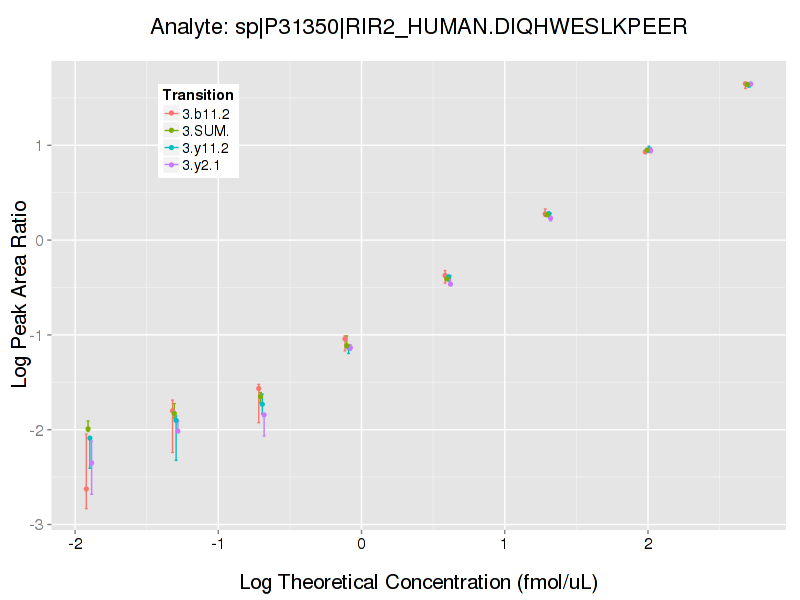 Analyte: sp|P31350|RIR2_HUMAN.DIQHWESLKPEER
Transition
3.b11.2
3.SUM.
3.y11.2
3.y2.1
Log Peak Area Ratio
1
0
-1
-2
-3
-2 -1 0 1 2
Log Theoretical Concentration (fmol/uL)